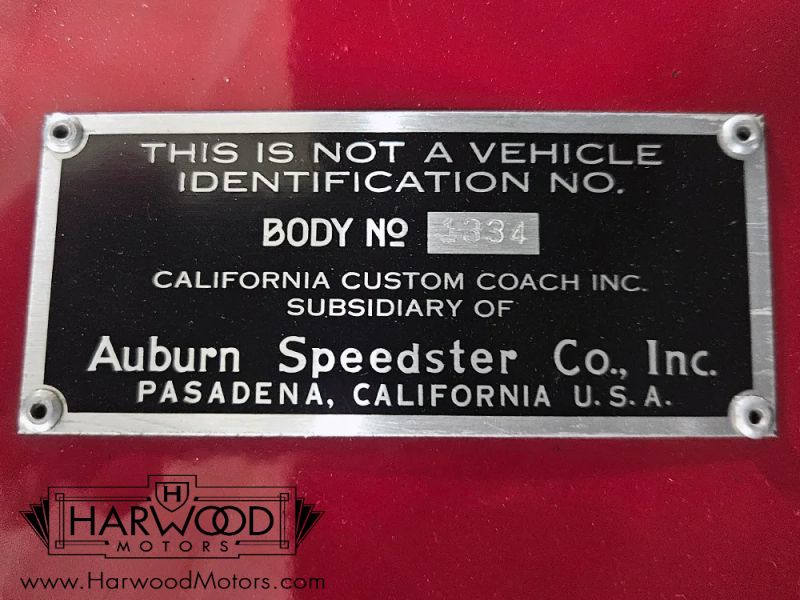 THIS IS NOT A VEHICLE
IDENTIFICATION NO.
BODY Nº 1334
CALIFORNIA CUSTOM COACH INC.
SUBSIDIARY OF
Auburn Speedster Co., Inc.
PASADENA, CALIFORNIA U.S.A.
H
HARWOOD
MOTORS
www.HarwoodMotors.com